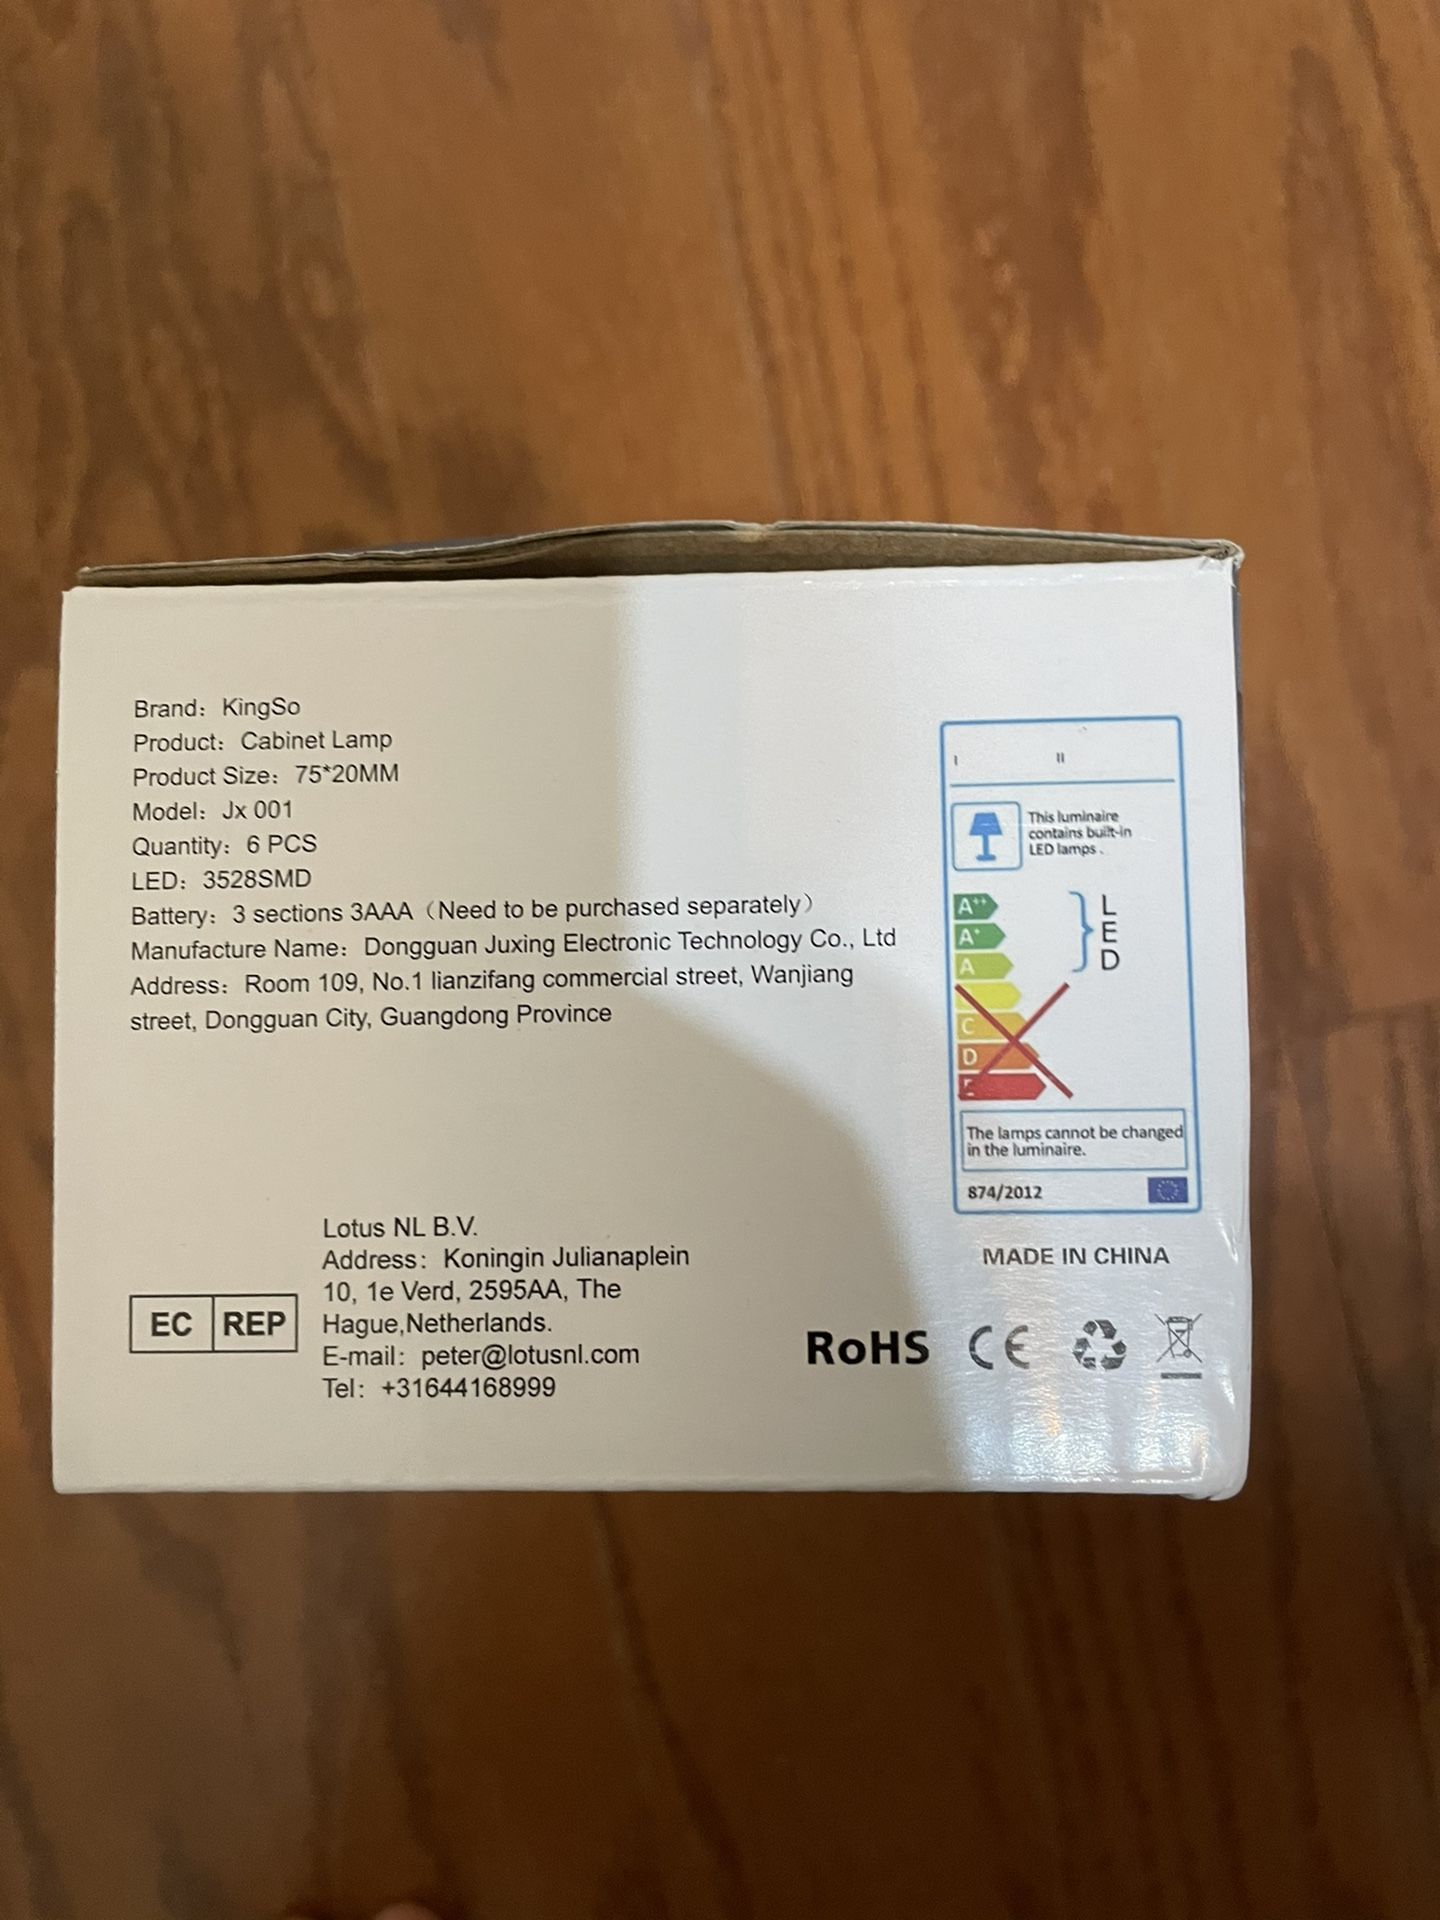 Brand：KingSo
Product：Cabinet Lamp
Product Size：75*20MM
Model：Jx 001
Quantity：6 PCS
LED：3528SMD
Battery：3 sections 3AAA（Need to be purchased separately）
Manufacture Name：Dongguan Juxing Electronic Technology Co., Ltd
Address：Room 109, No.1 lianzifang commercial street, Wanjiang
street, Dongguan City, Guangdong Province
EC REP
Lotus NL B.V.
Address：Koningin Julianaplein
10, 1e Verd, 2595AA, The
Hague,Netherlands.
E-mail：peter@lotusnl.com
Tel：+31644168999
I II
This luminaire
contains built-in
LED lamps .
A++
A+
A
C
D
E
LED
The lamps cannot be changed
in the luminaire.
874/2012
MADE IN CHINA
RoHS CE